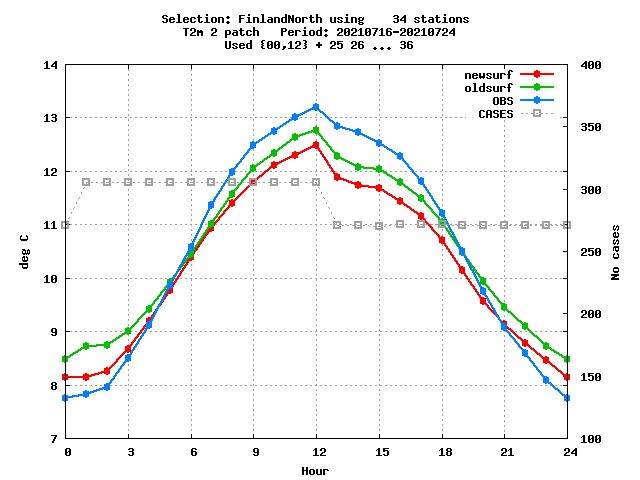 Selection: FinlandNorth using    34 stations
T2m 2 patch   Period: 20210716-20210724
Used {00,12} + 25 26 ... 36
14
13
12
11
10
9
8
7
deg C
400
350
300
250
200
150
100
No cases
newsurf
oldsurf
OBS
CASES
0 3 6 9 12 15 18 21 24
Hour